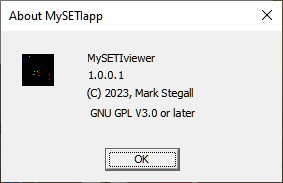 About MySETIapp
MySETIviewer
1.0.0.1
(C) 2023, Mark Stegall
GNU GPL V3.0 or later
OK